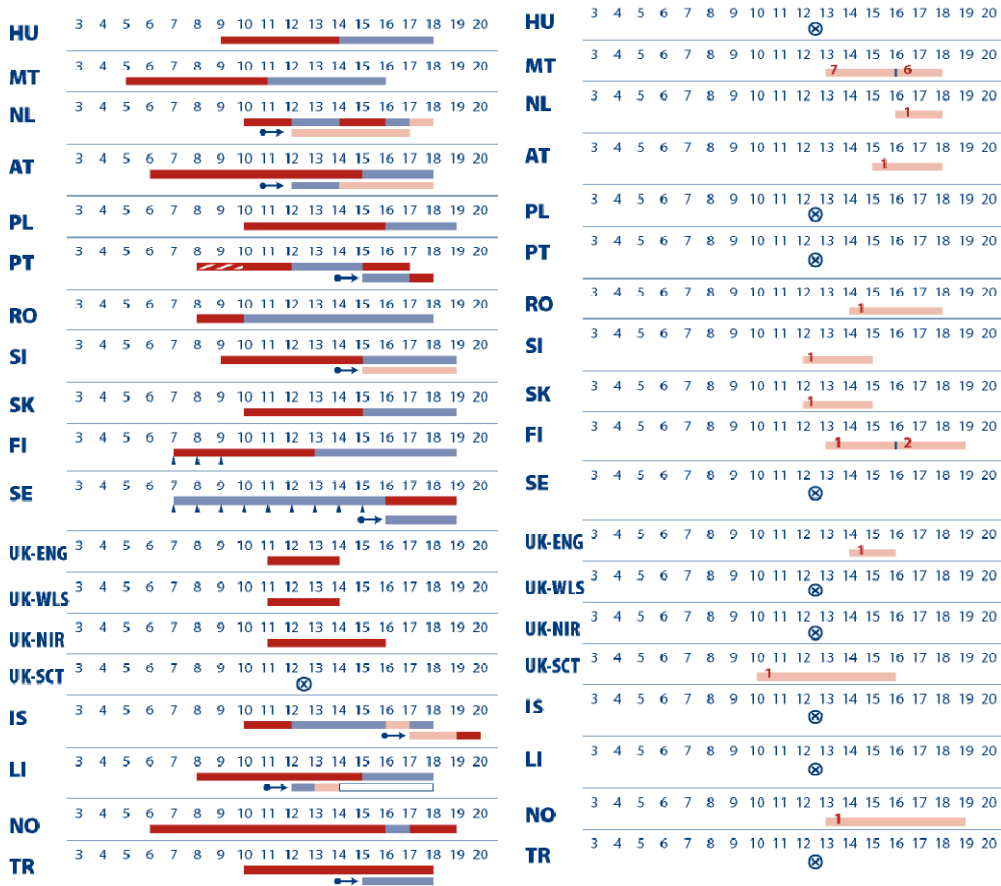 HU 3 4 5 6 7 8 9 10 11 12 13 14 15 16 17 18 19 20
MT 3 4 5 6 7 8 9 10 11 12 13 14 15 16 17 18 19 20
NL 3 4 5 6 7 8 9 10 11 12 13 14 15 16 17 18 19 20
AT 3 4 5 6 7 8 9 10 11 12 13 14 15 16 17 18 19 20
PL 3 4 5 6 7 8 9 10 11 12 13 14 15 16 17 18 19 20
PT 3 4 5 6 7 8 9 10 11 12 13 14 15 16 17 18 19 20
RO 3 4 5 6 7 8 9 10 11 12 13 14 15 16 17 18 19 20
SI 3 4 5 6 7 8 9 10 11 12 13 14 15 16 17 18 19 20
SK 3 4 5 6 7 8 9 10 11 12 13 14 15 16 17 18 19 20
FI 3 4 5 6 7 8 9 10 11 12 13 14 15 16 17 18 19 20
SE 3 4 5 6 7 8 9 10 11 12 13 14 15 16 17 18 19 20
UK-ENG 3 4 5 6 7 8 9 10 11 12 13 14 15 16 17 18 19 20
UK-WLS 3 4 5 6 7 8 9 10 11 12 13 14 15 16 17 18 19 20
UK-NIR 3 4 5 6 7 8 9 10 11 12 13 14 15 16 17 18 19 20
UK-SCT 3 4 5 6 7 8 9 10 11 12 13 14 15 16 17 18 19 20
IS 3 4 5 6 7 8 9 10 11 12 13 14 15 16 17 18 19 20
LI 3 4 5 6 7 8 9 10 11 12 13 14 15 16 17 18 19 20
NO 3 4 5 6 7 8 9 10 11 12 13 14 15 16 17 18 19 20
TR 3 4 5 6 7 8 9 10 11 12 13 14 15 16 17 18 19 20
HU 3 4 5 6 7 8 9 10 11 12 13 14 15 16 17 18 19 20
MT 3 4 5 6 7 8 9 10 11 12 13 14 15 16 17 18 19 20
7 6
NL 3 4 5 6 7 8 9 10 11 12 13 14 15 16 17 18 19 20
1
AT 3 4 5 6 7 8 9 10 11 12 13 14 15 16 17 18 19 20
1
PL 3 4 5 6 7 8 9 10 11 12 13 14 15 16 17 18 19 20
PT 3 4 5 6 7 8 9 10 11 12 13 14 15 16 17 18 19 20
RO 3 4 5 6 7 8 9 10 11 12 13 14 15 16 17 18 19 20
1
SI 3 4 5 6 7 8 9 10 11 12 13 14 15 16 17 18 19 20
1
SK 3 4 5 6 7 8 9 10 11 12 13 14 15 16 17 18 19 20
1
FI 3 4 5 6 7 8 9 10 11 12 13 14 15 16 17 18 19 20
1 2
SE 3 4 5 6 7 8 9 10 11 12 13 14 15 16 17 18 19 20
UK-ENG 3 4 5 6 7 8 9 10 11 12 13 14 15 16 17 18 19 20
1
UK-WLS 3 4 5 6 7 8 9 10 11 12 13 14 15 16 17 18 19 20
UK-NIR 3 4 5 6 7 8 9 10 11 12 13 14 15 16 17 18 19 20
UK-SCT 3 4 5 6 7 8 9 10 11 12 13 14 15 16 17 18 19 20
1
IS 3 4 5 6 7 8 9 10 11 12 13 14 15 16 17 18 19 20
LI 3 4 5 6 7 8 9 10 11 12 13 14 15 16 17 18 19 20
NO 3 4 5 6 7 8 9 10 11 12 13 14 15 16 17 18 19 20
1
TR 3 4 5 6 7 8 9 10 11 12 13 14 15 16 17 18 19 20